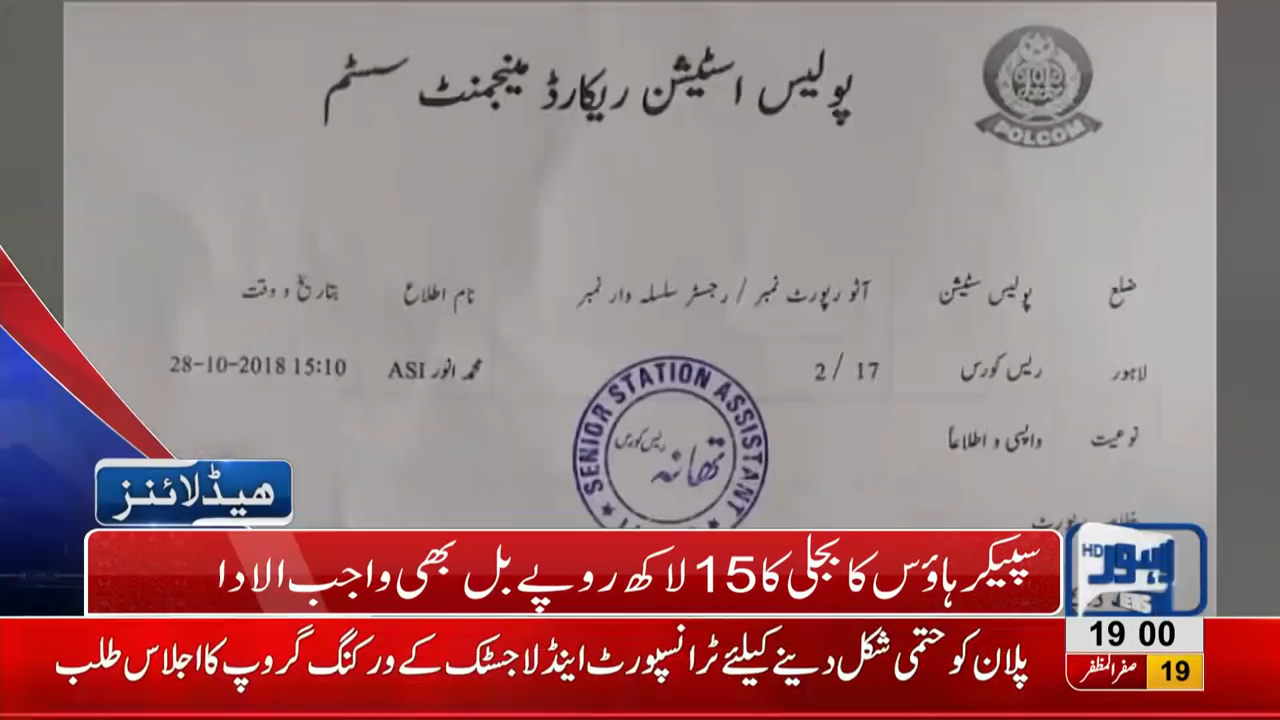 پولیس اسٹیشن ریکارڈ مینجمنٹ سسٹم
POLCOM
ضلع پولیس سٹیشن آٹو رپورٹ نمبر / رجسٹر سلسلہ وار نمبر نام اطلاع بتاریخ و وقت
لاہور ریس کورس 2 / 17 محمد انور ASI 28-10-2018 15:10
نوعیت واپسی و اطلاعاً
SENIOR STATION ASSISTANT
ریس کورس
تھانہ
ھیڈلائنز
سپیکر ہاؤس کا بجلی کا 15 لاکھ روپے بل بھی واجب الادا
HD
NEWS
19 00
پلان کو حتمی شکل دینے کیلئے ٹرانسپورٹ اینڈ لاجسٹک کے ورکنگ گروپ کا اجلاس طلب
19 صفرالمظفر